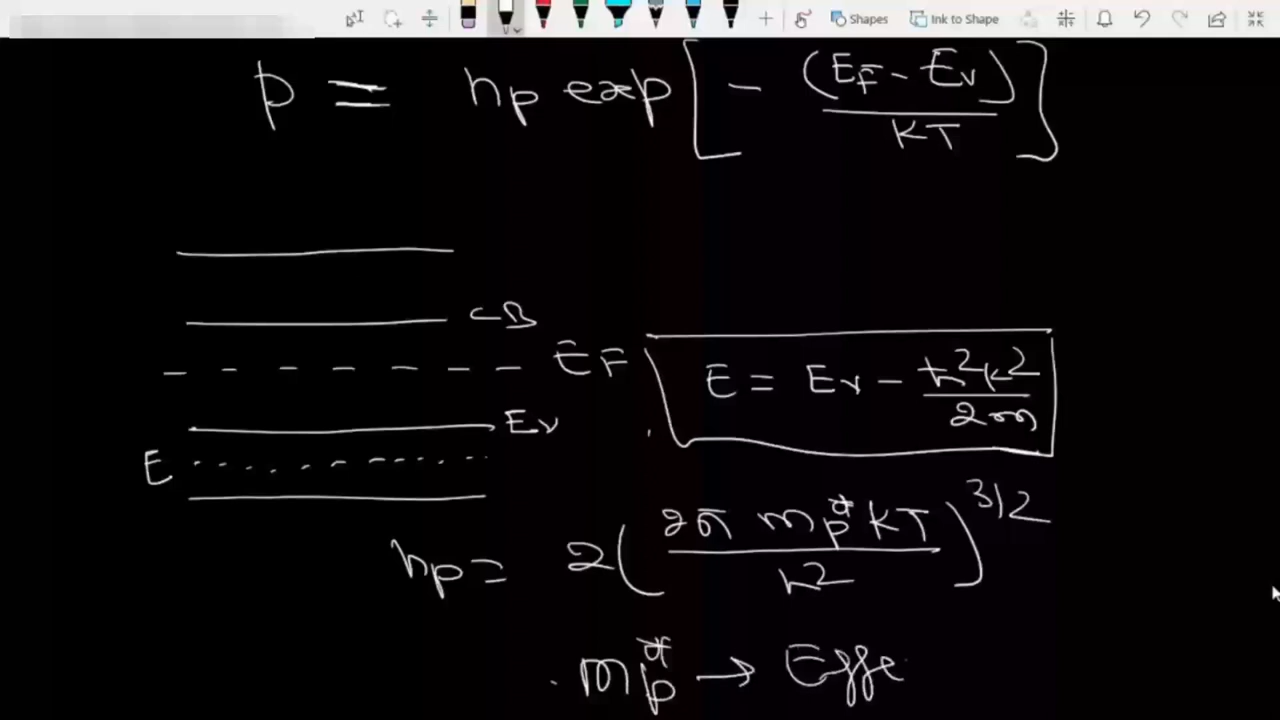 Shapes Ink to Shape
p = np exp [ - (EF - Ev) / KT ]
CB
EF
E = Ev - ħ²k² / 2m
Ev
E
np = 2 ( 2π mp* KT / h² )^3/2
mp* → Effe